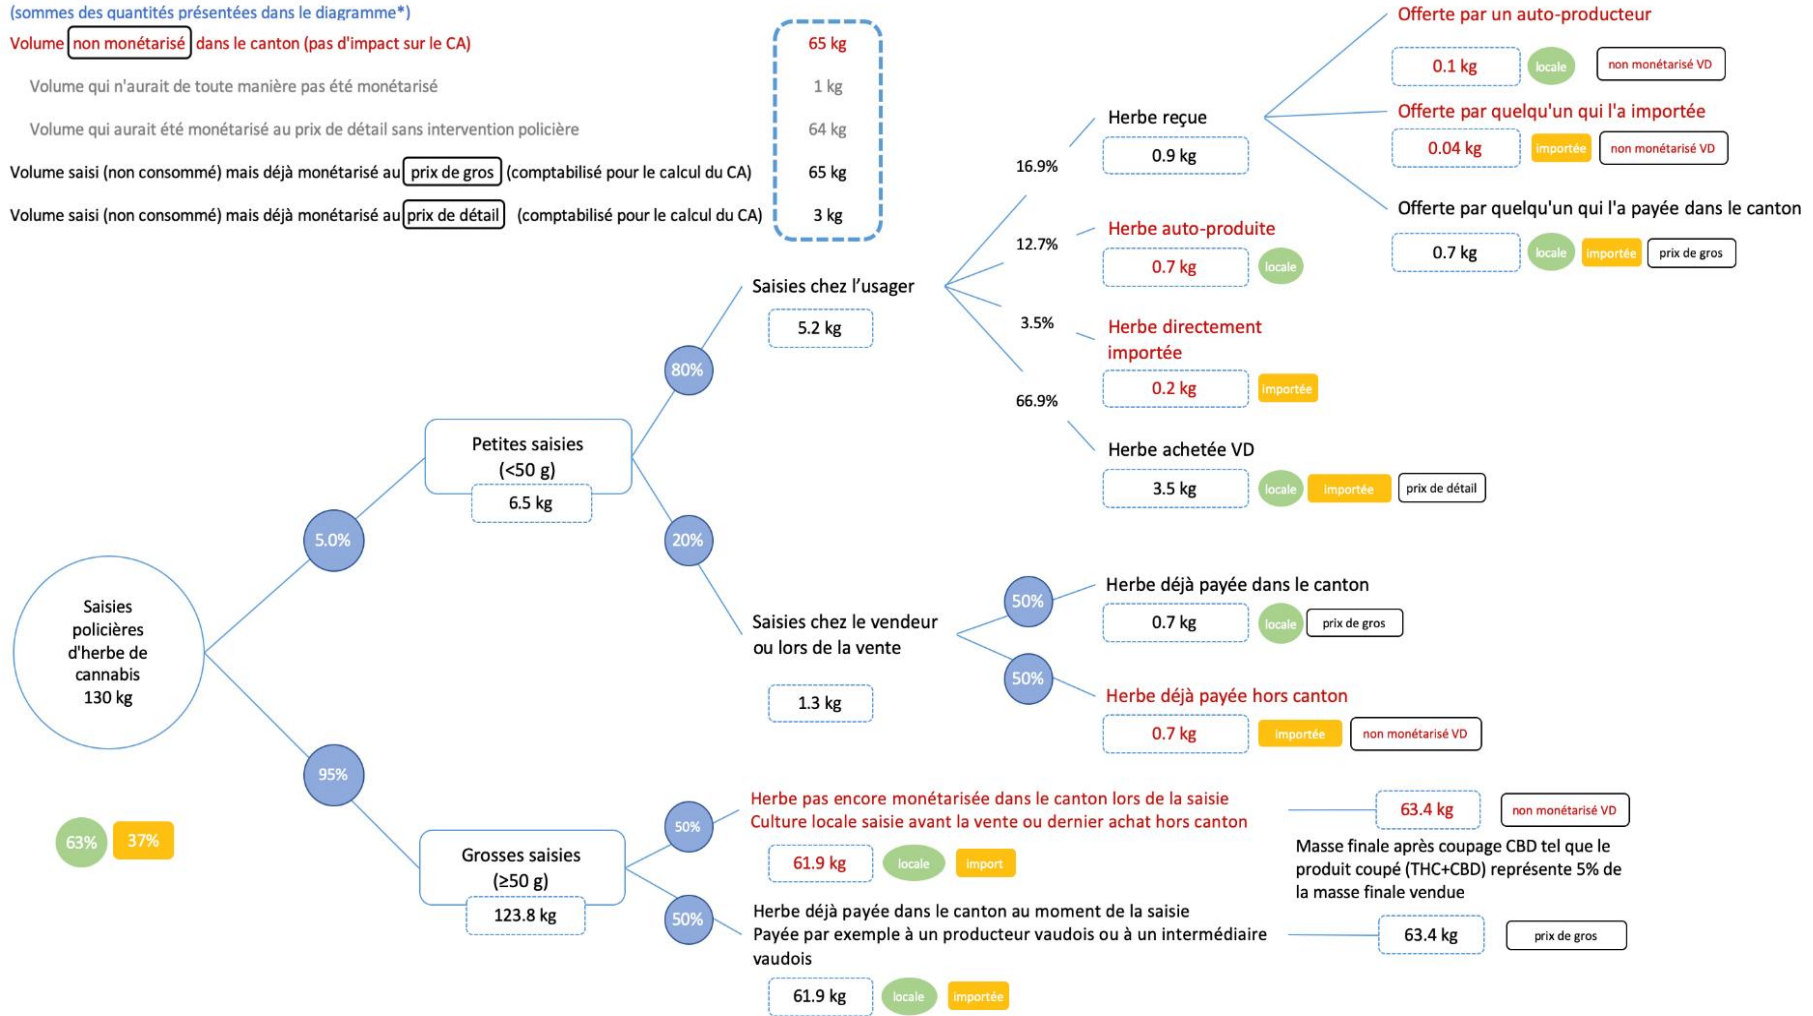 (sommes des quantités présentées dans le diagramme*)
Volume non monétarisé dans le canton (pas d'impact sur le CA) 65 kg
Volume qui n'aurait de toute manière pas été monétarisé 1 kg
Volume qui aurait été monétarisé au prix de détail sans intervention policière 64 kg
Volume saisi (non consommé) mais déjà monétarisé au prix de gros (comptabilisé pour le calcul du CA) 65 kg
Volume saisi (non consommé) mais déjà monétarisé au prix de détail (comptabilisé pour le calcul du CA) 3 kg
Saisies
policières
d'herbe de
cannabis
130 kg
63% 37%
5.0%
95%
Petites saisies
(<50 g)
6.5 kg
80%
20%
Saisies chez l'usager
5.2 kg
16.9%
12.7%
3.5%
66.9%
Herbe reçue
0.9 kg
Offerte par un auto-producteur
0.1 kg locale non monétarisé VD
Offerte par quelqu'un qui l'a importée
0.04 kg importée non monétarisé VD
Offerte par quelqu'un qui l'a payée dans le canton
0.7 kg locale importée prix de gros
Herbe auto-produite
0.7 kg locale
Herbe directement
importée
0.2 kg importée
Herbe achetée VD
3.5 kg locale importée prix de détail
Saisies chez le vendeur
ou lors de la vente
1.3 kg
50%
50%
Herbe déjà payée dans le canton
0.7 kg locale prix de gros
Herbe déjà payée hors canton
0.7 kg importée non monétarisé VD
Grosses saisies
(≥50 g)
123.8 kg
50%
50%
Herbe pas encore monétarisée dans le canton lors de la saisie
Culture locale saisie avant la vente ou dernier achat hors canton
61.9 kg locale import
63.4 kg non monétarisé VD
Masse finale après coupage CBD tel que le
produit coupé (THC+CBD) représente 5% de
la masse finale vendue
Herbe déjà payée dans le canton au moment de la saisie
Payée par exemple à un producteur vaudois ou à un intermédiaire
vaudois
61.9 kg locale importée
63.4 kg prix de gros